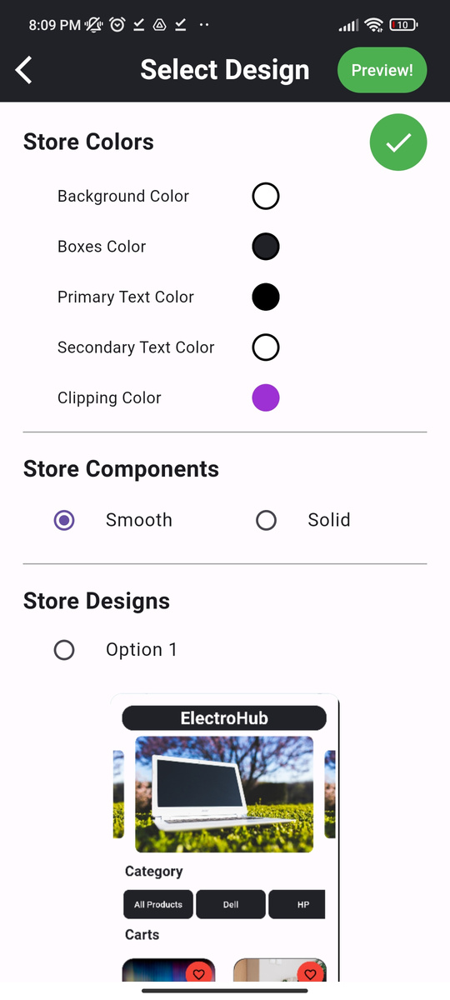 8:09 PM
10
Select Design
Preview!
Store Colors
Background Color
Boxes Color
Primary Text Color
Secondary Text Color
Clipping Color
Store Components
Smooth
Solid
Store Designs
Option 1
ElectroHub
Category
All Products
Dell
HP
Carts